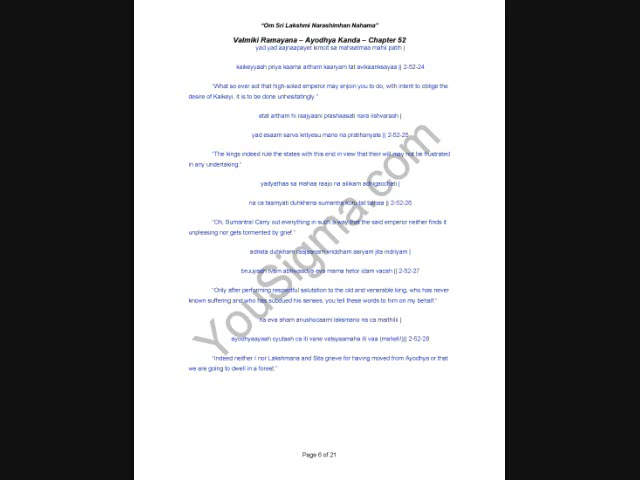 “Om Sri Lakshmi Narashimhan Nahama”
Valmiki Ramayana – Ayodhya Kanda – Chapter 52
yad yad aajnaapayet kimcit sa mahaatmaa mahii patih |
kaikeyyaah priya kaama artham kaaryam tat avikaanksayaa || 2-52-24
“What so ever act that high-soled emperor may enjoin you to do, with intent to oblige the
desire of Kaikeyi, it is to be done unhesitatingly.”
etat artham hi raajyaani prashaasati nara iishvaraah |
yad esaam sarva krityesu mano na pratihanyate || 2-52-25
“The kings indeed rule the states with this end in view that their will may not be frustrated
in any undertaking.”
yadyathaa sa mahaa raajo na aliikam adhigacchati |
na ca taamyati duhkhena sumantra kuru tat tathaa || 2-52-26
“Oh, Sumantra! Carry out everything in such a way that the said emperor neither finds it
unpleasing nor gets tormented by grief.”
adrista duhkham raajaanam vriddham aaryam jita indriyam |
bruuyaah tvam abhivaadya eva mama hetor idam vacah || 2-52-27
“Only after performing respectful salutation to the old and venerable king, who has never
known suffering and who has subdued his senses, you tell these words to him on my behalf.”
na eva aham anushocaami laksmano na ca maithilii |
ayodhyaayaah cyutaah ca iti vane vatsyaamaha iti vaa (maheti)|| 2-52-28
“Indeed neither I nor Lakshmana and Sita grieve for having moved from Ayodhya or that
we are going to dwell in a forest.”
YouSigma.com
Page 6 of 21